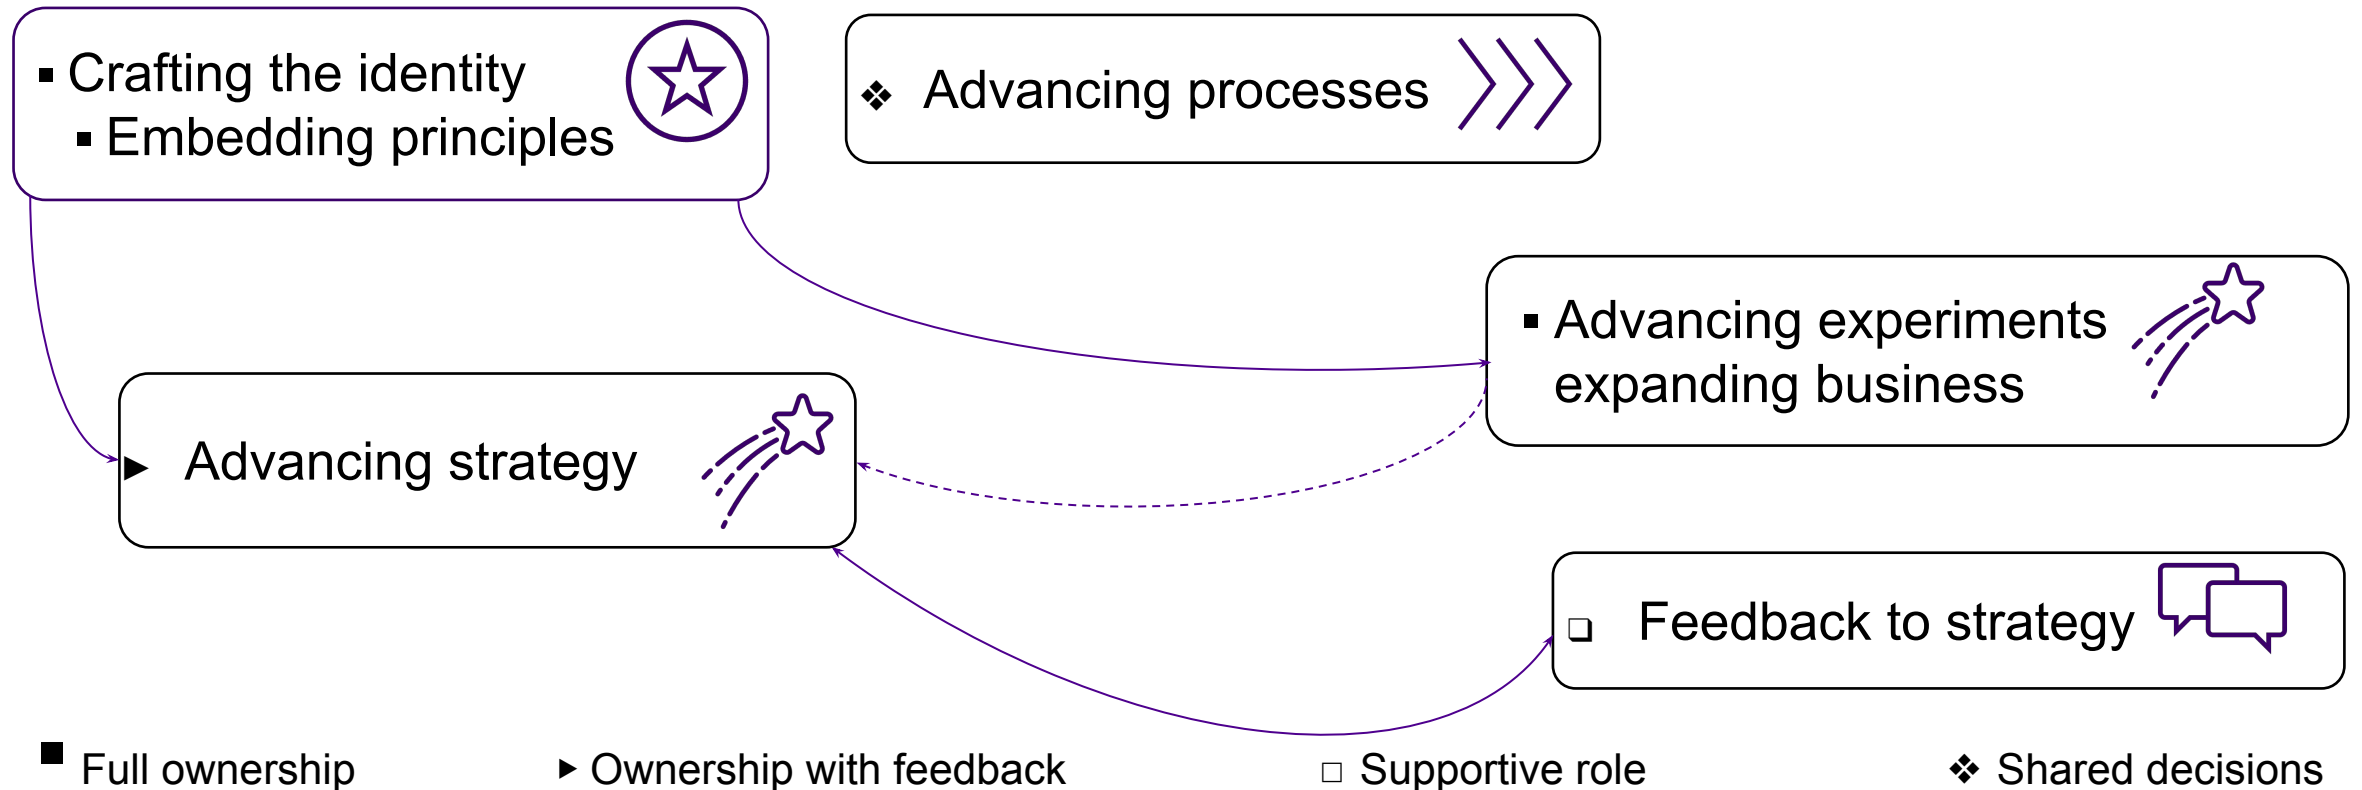 ▪ Crafting the identity
▪ Embedding principles
❖ Advancing processes
▪ Advancing experiments
expanding business
► Advancing strategy
❑ Feedback to strategy
■ Full ownership
► Ownership with feedback
□ Supportive role
❖ Shared decisions